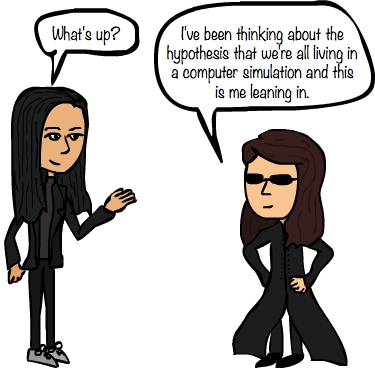 What's up?
I've been thinking about the
hypothesis that we're all living in
a computer simulation and this
is me leaning in.